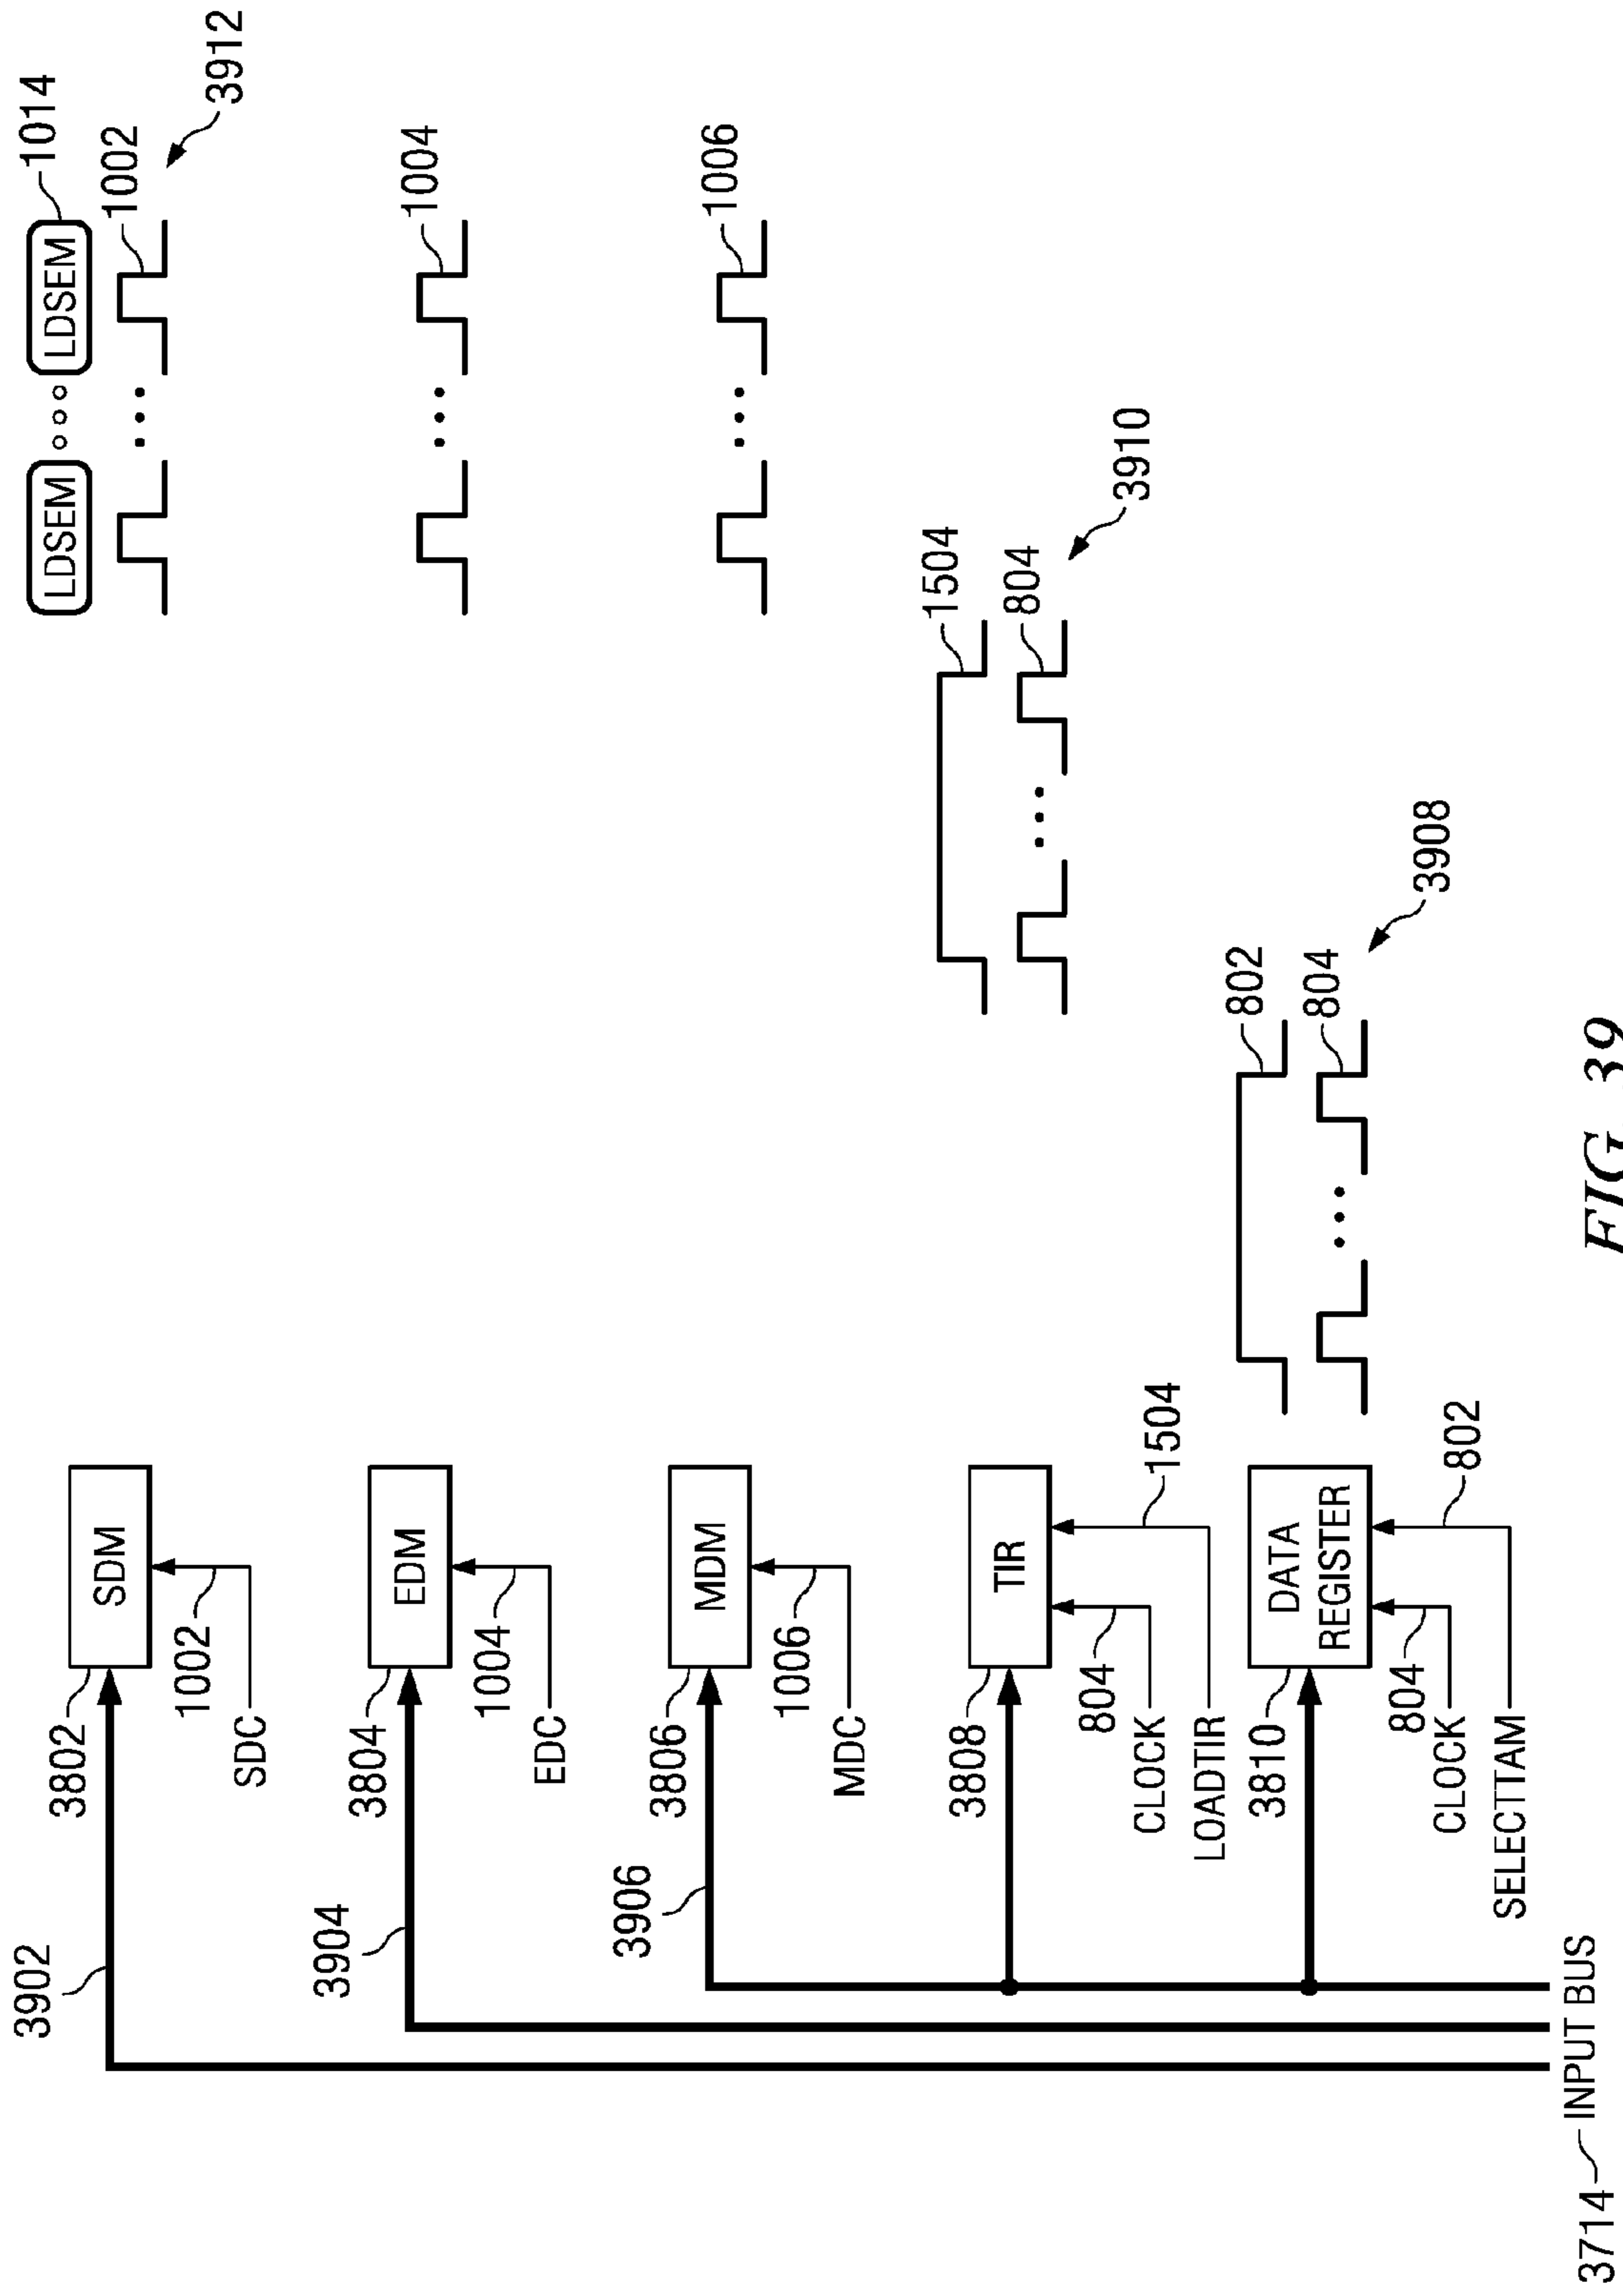 3902
3802
SDM
1002
SDC
LDSEM
LDSEM
1014
1002
3912
3904
3804
EDM
1004
EDC
1004
3906
3806
MDM
1006
MDC
1006
3808
TIR
804
CLOCK
1504
LOADTIR
1504
804
3910
3810
DATA
REGISTER
804
CLOCK
802
SELECTTAM
802
804
3908
3714
INPUT BUS
FIG. 39